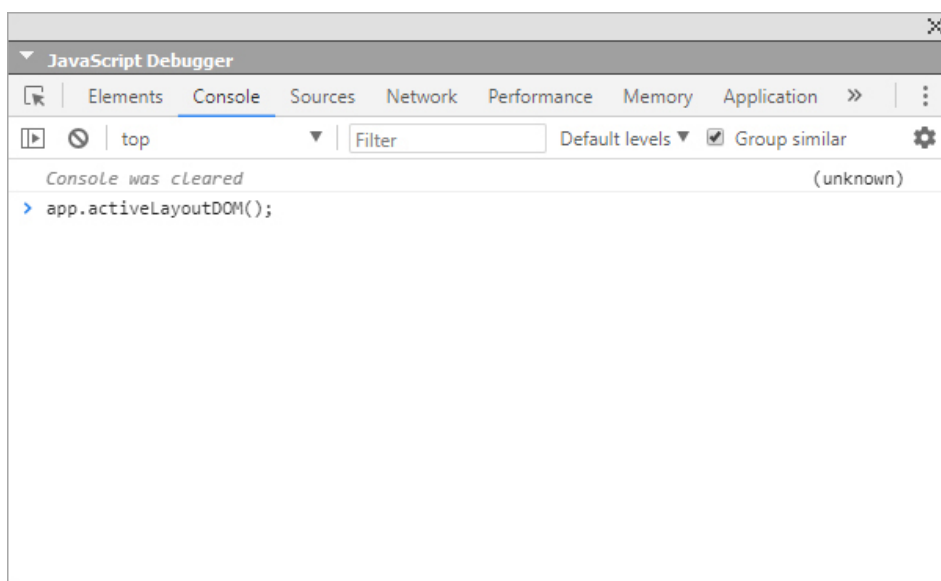 JavaScript Debugger
Elements Console Sources Network Performance Memory Application
top Filter Default levels Group similar
Console was cleared (unknown)
> app.activeLayoutDOM();